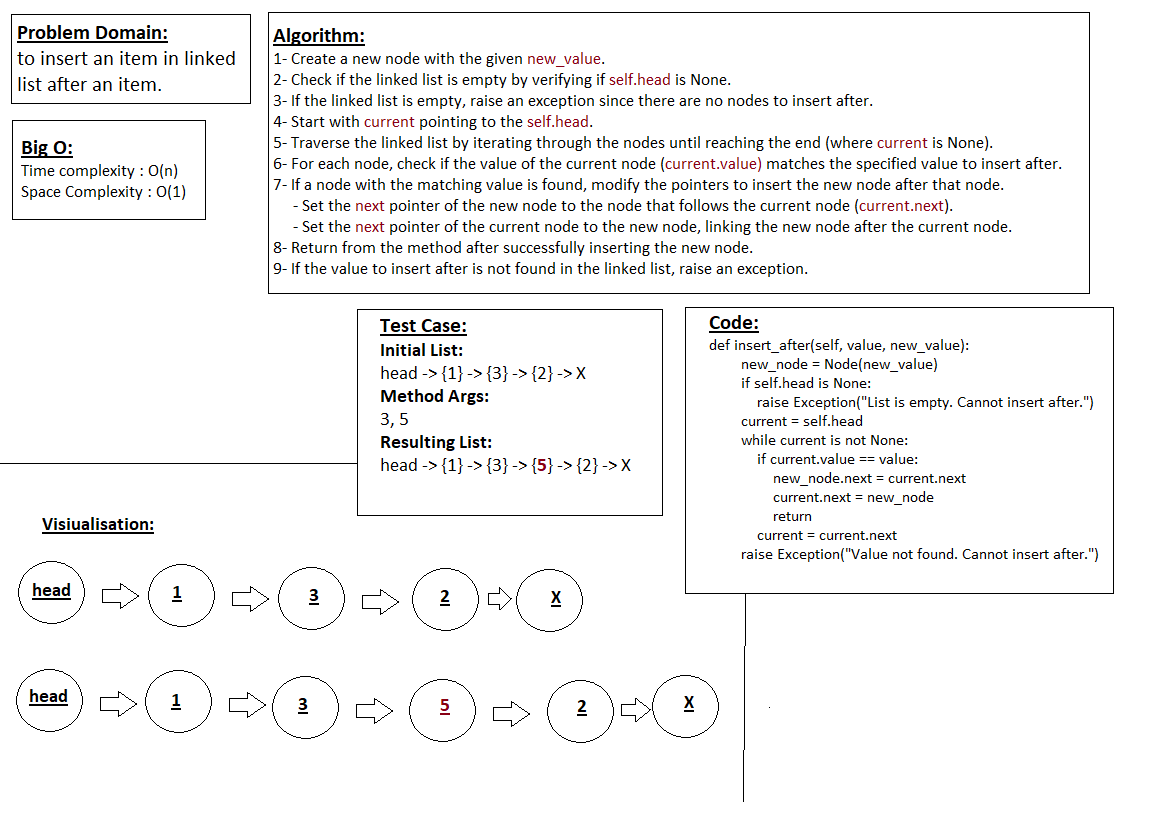 Problem Domain:
to insert an item in linked
list after an item.
Big O:
Time complexity : O(n)
Space Complexity : O(1)
Algorithm:
1- Create a new node with the given new_value.
2- Check if the linked list is empty by verifying if self.head is None.
3- If the linked list is empty, raise an exception since there are no nodes to insert after.
4- Start with current pointing to the self.head.
5- Traverse the linked list by iterating through the nodes until reaching the end (where current is None).
6- For each node, check if the value of the current node (current.value) matches the specified value to insert after.
7- If a node with the matching value is found, modify the pointers to insert the new node after that node.
- Set the next pointer of the new node to the node that follows the current node (current.next).
- Set the next pointer of the current node to the new node, linking the new node after the current node.
8- Return from the method after successfully inserting the new node.
9- If the value to insert after is not found in the linked list, raise an exception.
Test Case:
Initial List:
head -> {1} -> {3} -> {2} -> X
Method Args:
3, 5
Resulting List:
head -> {1} -> {3} -> {5} -> {2} -> X
Code:
def insert_after(self, value, new_value):
new_node = Node(new_value)
if self.head is None:
raise Exception("List is empty. Cannot insert after.")
current = self.head
while current is not None:
if current.value == value:
new_node.next = current.next
current.next = new_node
return
current = current.next
raise Exception("Value not found. Cannot insert after.")
Visiualisation:
head 1 3 2 X
head 1 3 5 2 X